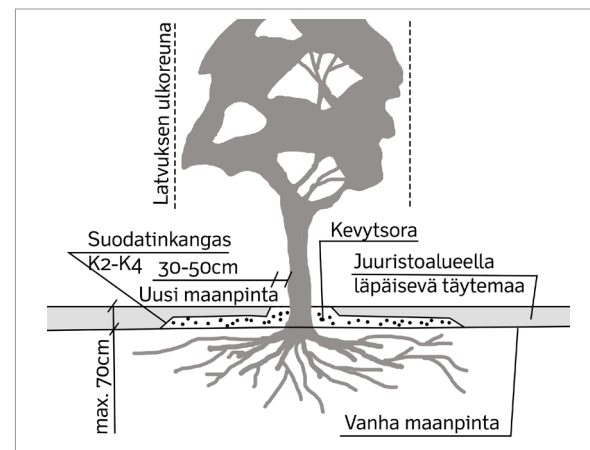 Latvuksen ulkoreuna
Suodatinkangas
K2-K4
30-50cm
Uusi maanpinta
Kevytsora
Juuristoalueella
läpäisevä täytemaa
max. 70cm
Vanha maanpinta